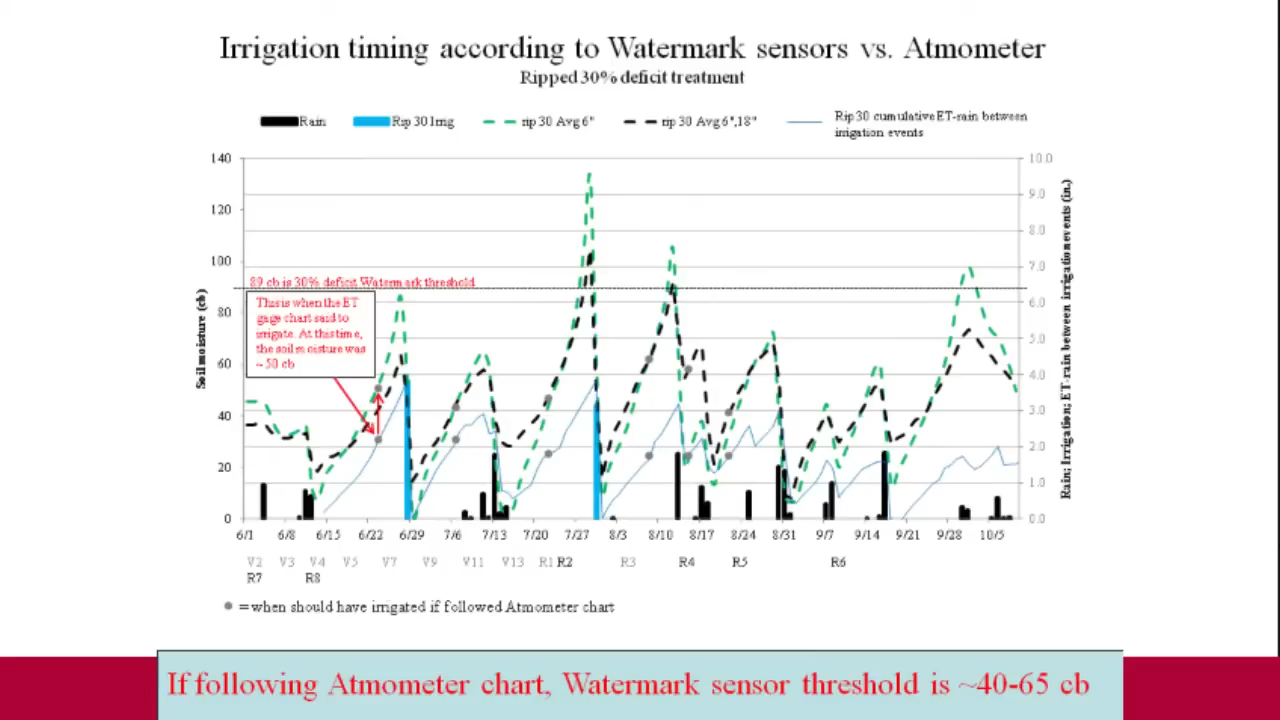 Irrigation timing according to Watermark sensors vs. Atmometer
Ripped 30% deficit treatment
Rain
Rip 30 Irrig
rip 30 Avg 6"
rip 30 Avg 6",18"
Rip 30 cumulative ET-rain between
irrigation events
140
120
100
80
60
40
20
0
Soil moisture (cb)
10.0
9.0
8.0
7.0
6.0
5.0
4.0
3.0
2.0
1.0
0.0
Rain; Irrigation; ET-rain between irrigation events (in.)
89 cb is 30% deficit Watermark threshold
This is when the ET
gage chart said to
irrigate. At this time,
the soil moisture was
~ 50 cb
6/1 6/8 6/15 6/22 6/29 7/6 7/13 7/20 7/27 8/3 8/10 8/17 8/24 8/31 9/7 9/14 9/21 9/28 10/5
V2 V3 V4 V5 V7 V9 V11 V13 R1 R2 R3 R4 R5 R6
R7 R8
= when should have irrigated if followed Atmometer chart
If following Atmometer chart, Watermark sensor threshold is ~40-65 cb